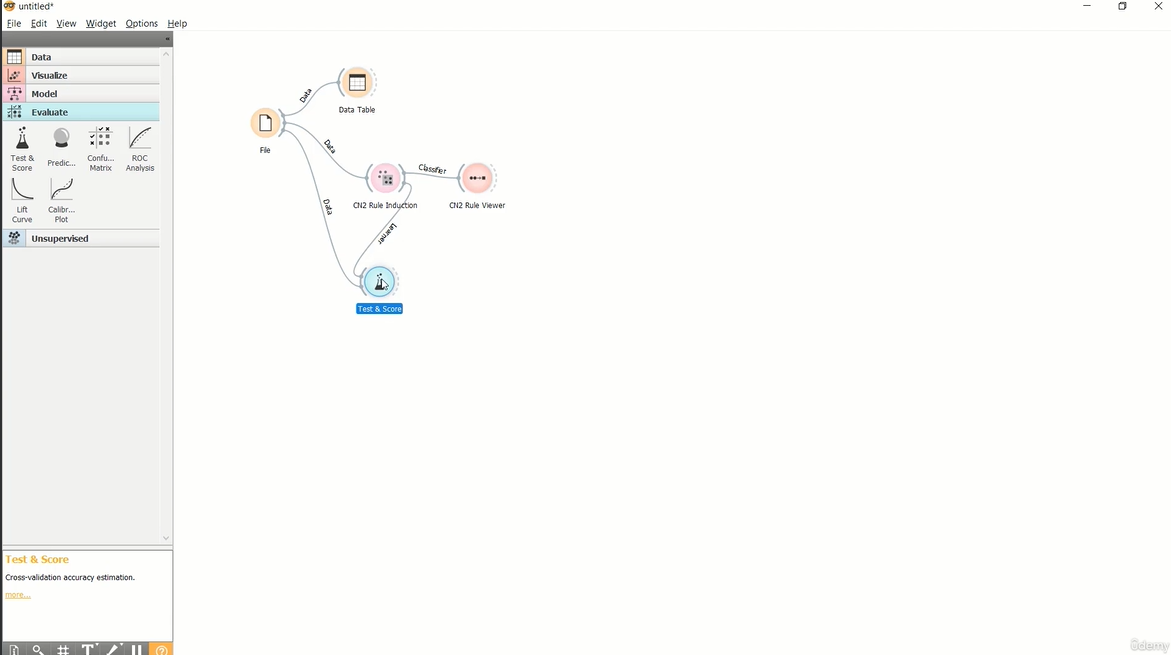 untitled*
File Edit View Widget Options Help
Data
Visualize
Model
Evaluate
Test & Score
Predic...
Confu... Matrix
ROC Analysis
Lift Curve
Calibr... Plot
Unsupervised
Test & Score
Cross-validation accuracy estimation.
more...
File
Data
Data Table
Data
CN2 Rule Induction
Classifier
CN2 Rule Viewer
Data
Learner
Test & Score
Udemy